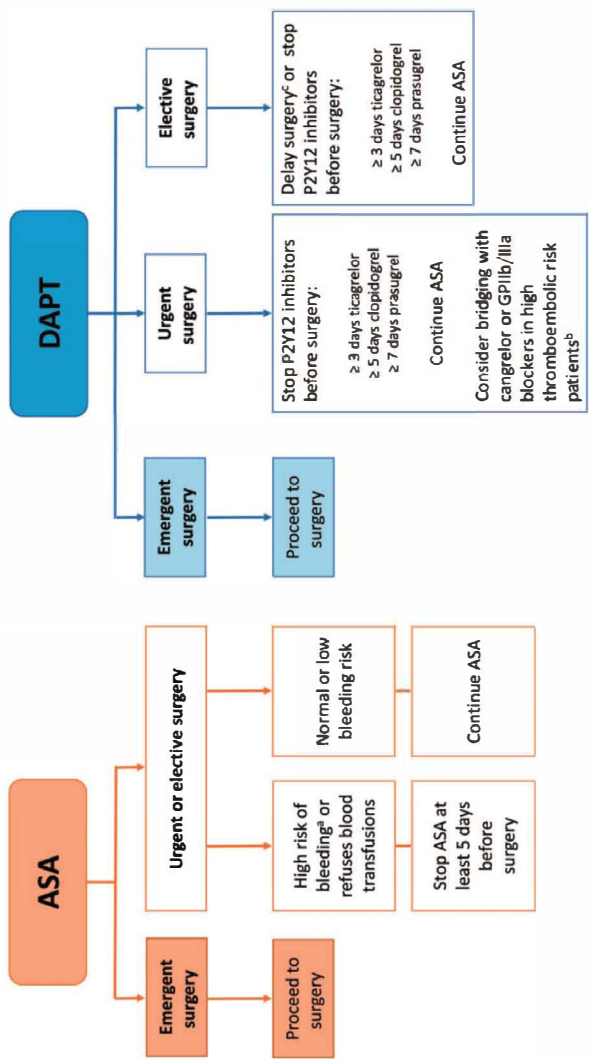 ASA
Emergent
surgery
Urgent or elective surgery
Proceed to
surgery
High risk of
bleedingᵃ or
refuses blood
transfusions
Normal or low
bleeding risk
Stop ASA at
least 5 days
before
surgery
Continue ASA
DAPT
Emergent
surgery
Urgent
surgery
Elective
surgery
Proceed to
surgery
Stop P2Y12 inhibitors
before surgery:
≥ 3 days ticagrelor
≥ 5 days clopidogrel
≥ 7 days prasugrel
Continue ASA
Consider bridging with
cangrelor or GPIIb/IIIa
blockers in high
thromboembolic risk
patientsᵇ
Delay surgeryᶜ or stop
P2Y12 inhibitors
before surgery:
≥ 3 days ticagrelor
≥ 5 days clopidogrel
≥ 7 days prasugrel
Continue ASA